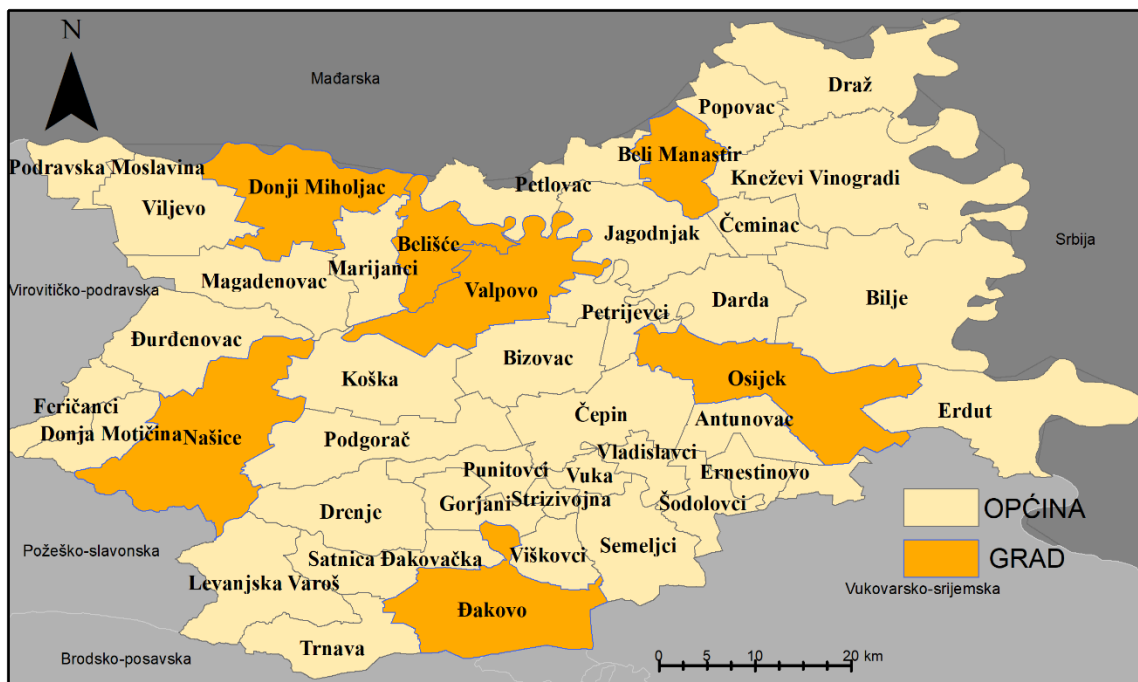 N
Mađarska
Draž
Popovac
Podravska Moslavina
Beli Manastir
Donji Miholjac
Petlovac
Kneževi Vinogradi
Viljevo
Čeminac
Jagodnjak
Belišće
Srbija
Marijanci
Magadenovac
Valpovo
Virovitičko-podravska
Darda
Bilje
Petrijevci
Đurđenovac
Bizovac
Koška
Osijek
Feričanci
Erdut
Čepin
Antunovac
Donja Motičina
Našice
Podgorač
Vladislavci
Punitovci
Vuka
Ernestinovo
Gorjani
Strizivojna
Šodolovci
OPĆINA
Drenje
Semeljci
Požeško-slavonska
Satnica Đakovačka
Viškovci
GRAD
Levanjska Varoš
Vukovarsko-srijemska
Đakovo
Trnava
Brodsko-posavska
0 5 10 20 km